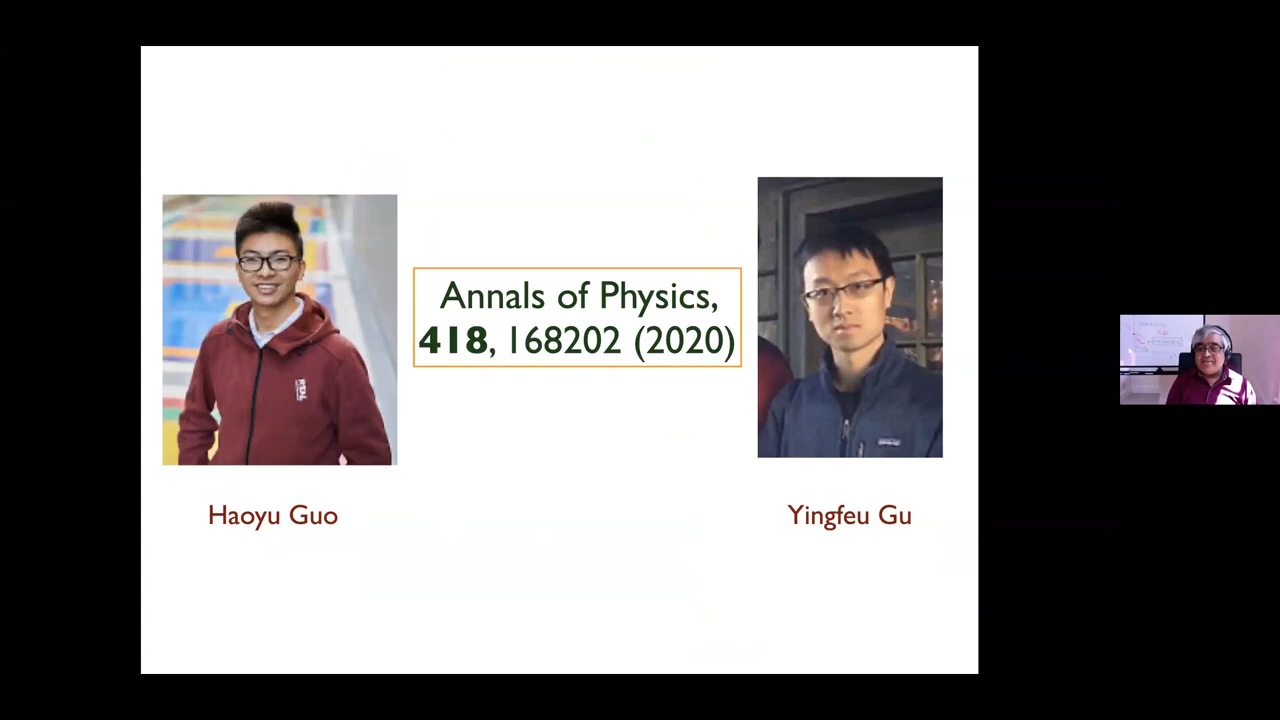 Annals of Physics,
418, 168202 (2020)
Haoyu Guo
Yingfeu Gu